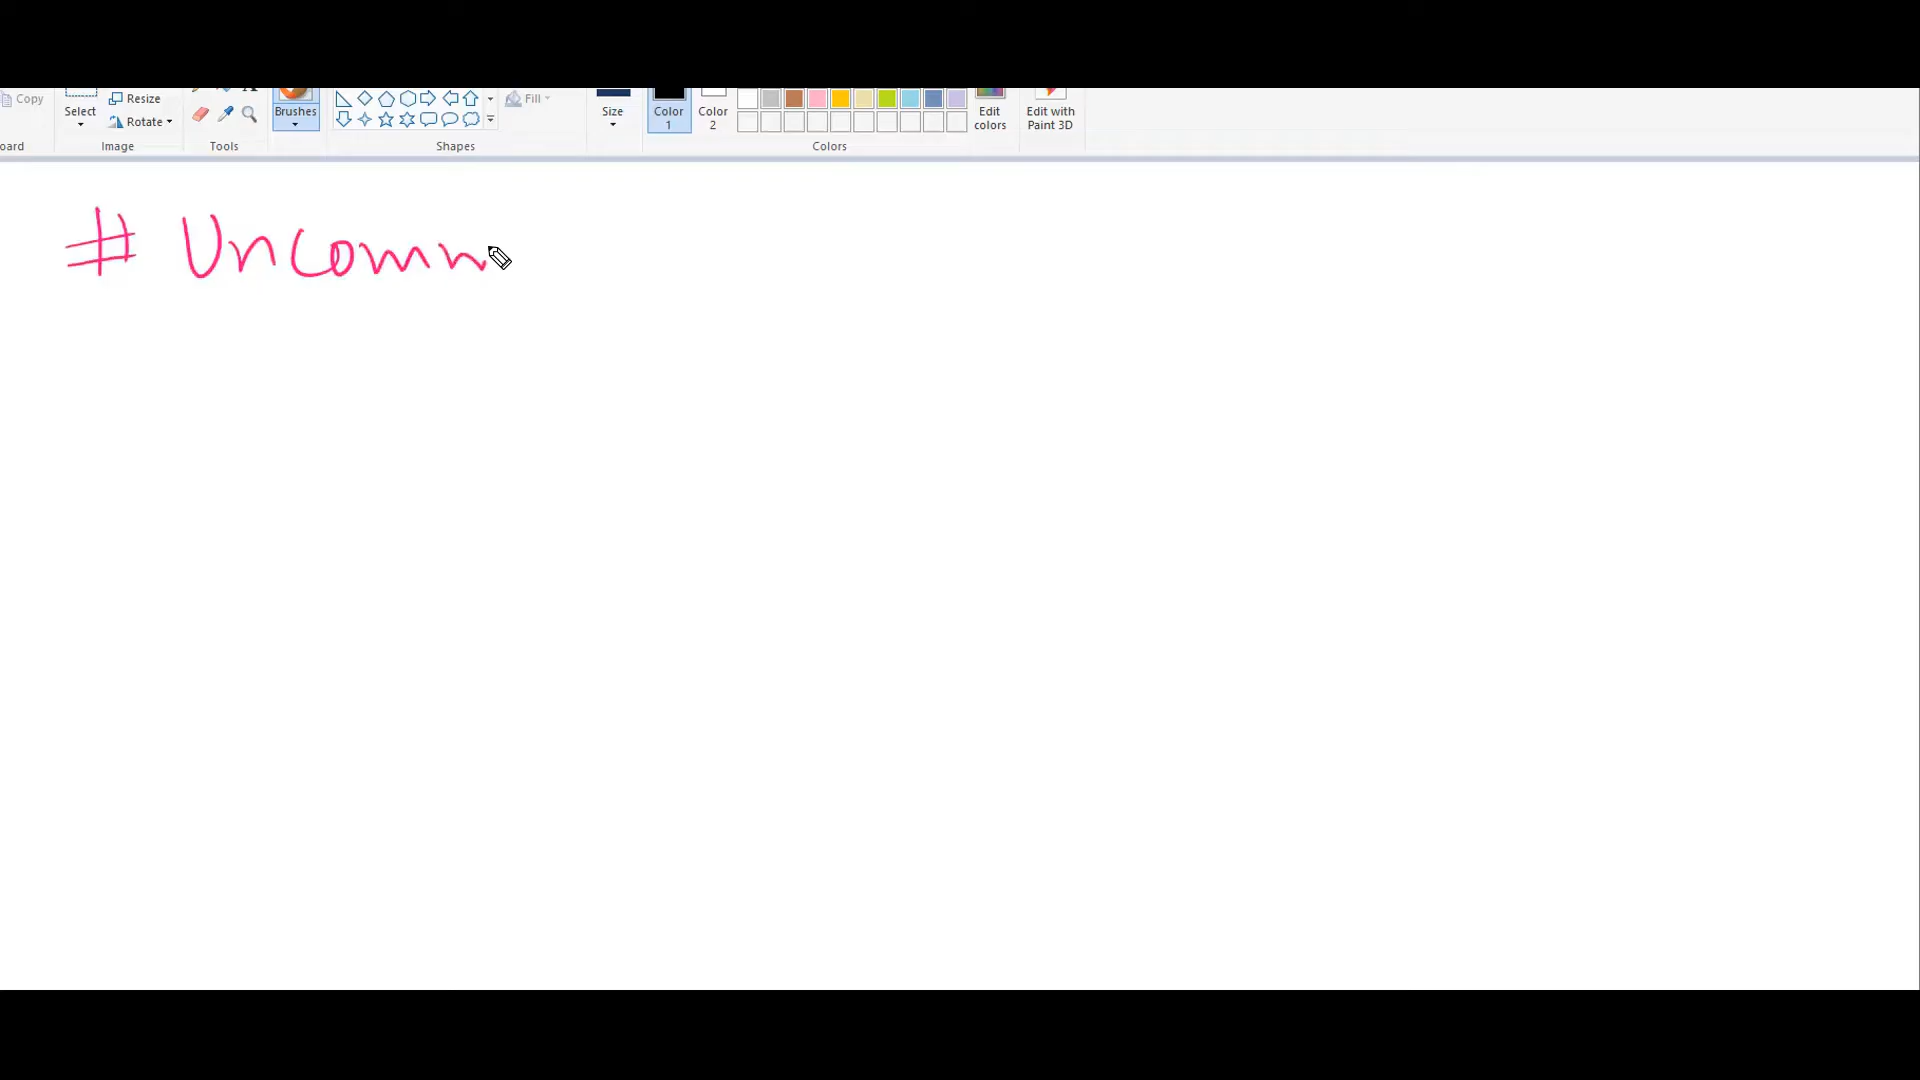 Copy
Resize
Select
Rotate
Brushes
Fill
Size
Color 1
Color 2
Edit colors
Edit with Paint 3D
oard
Image
Tools
Shapes
Colors
# Uncomm